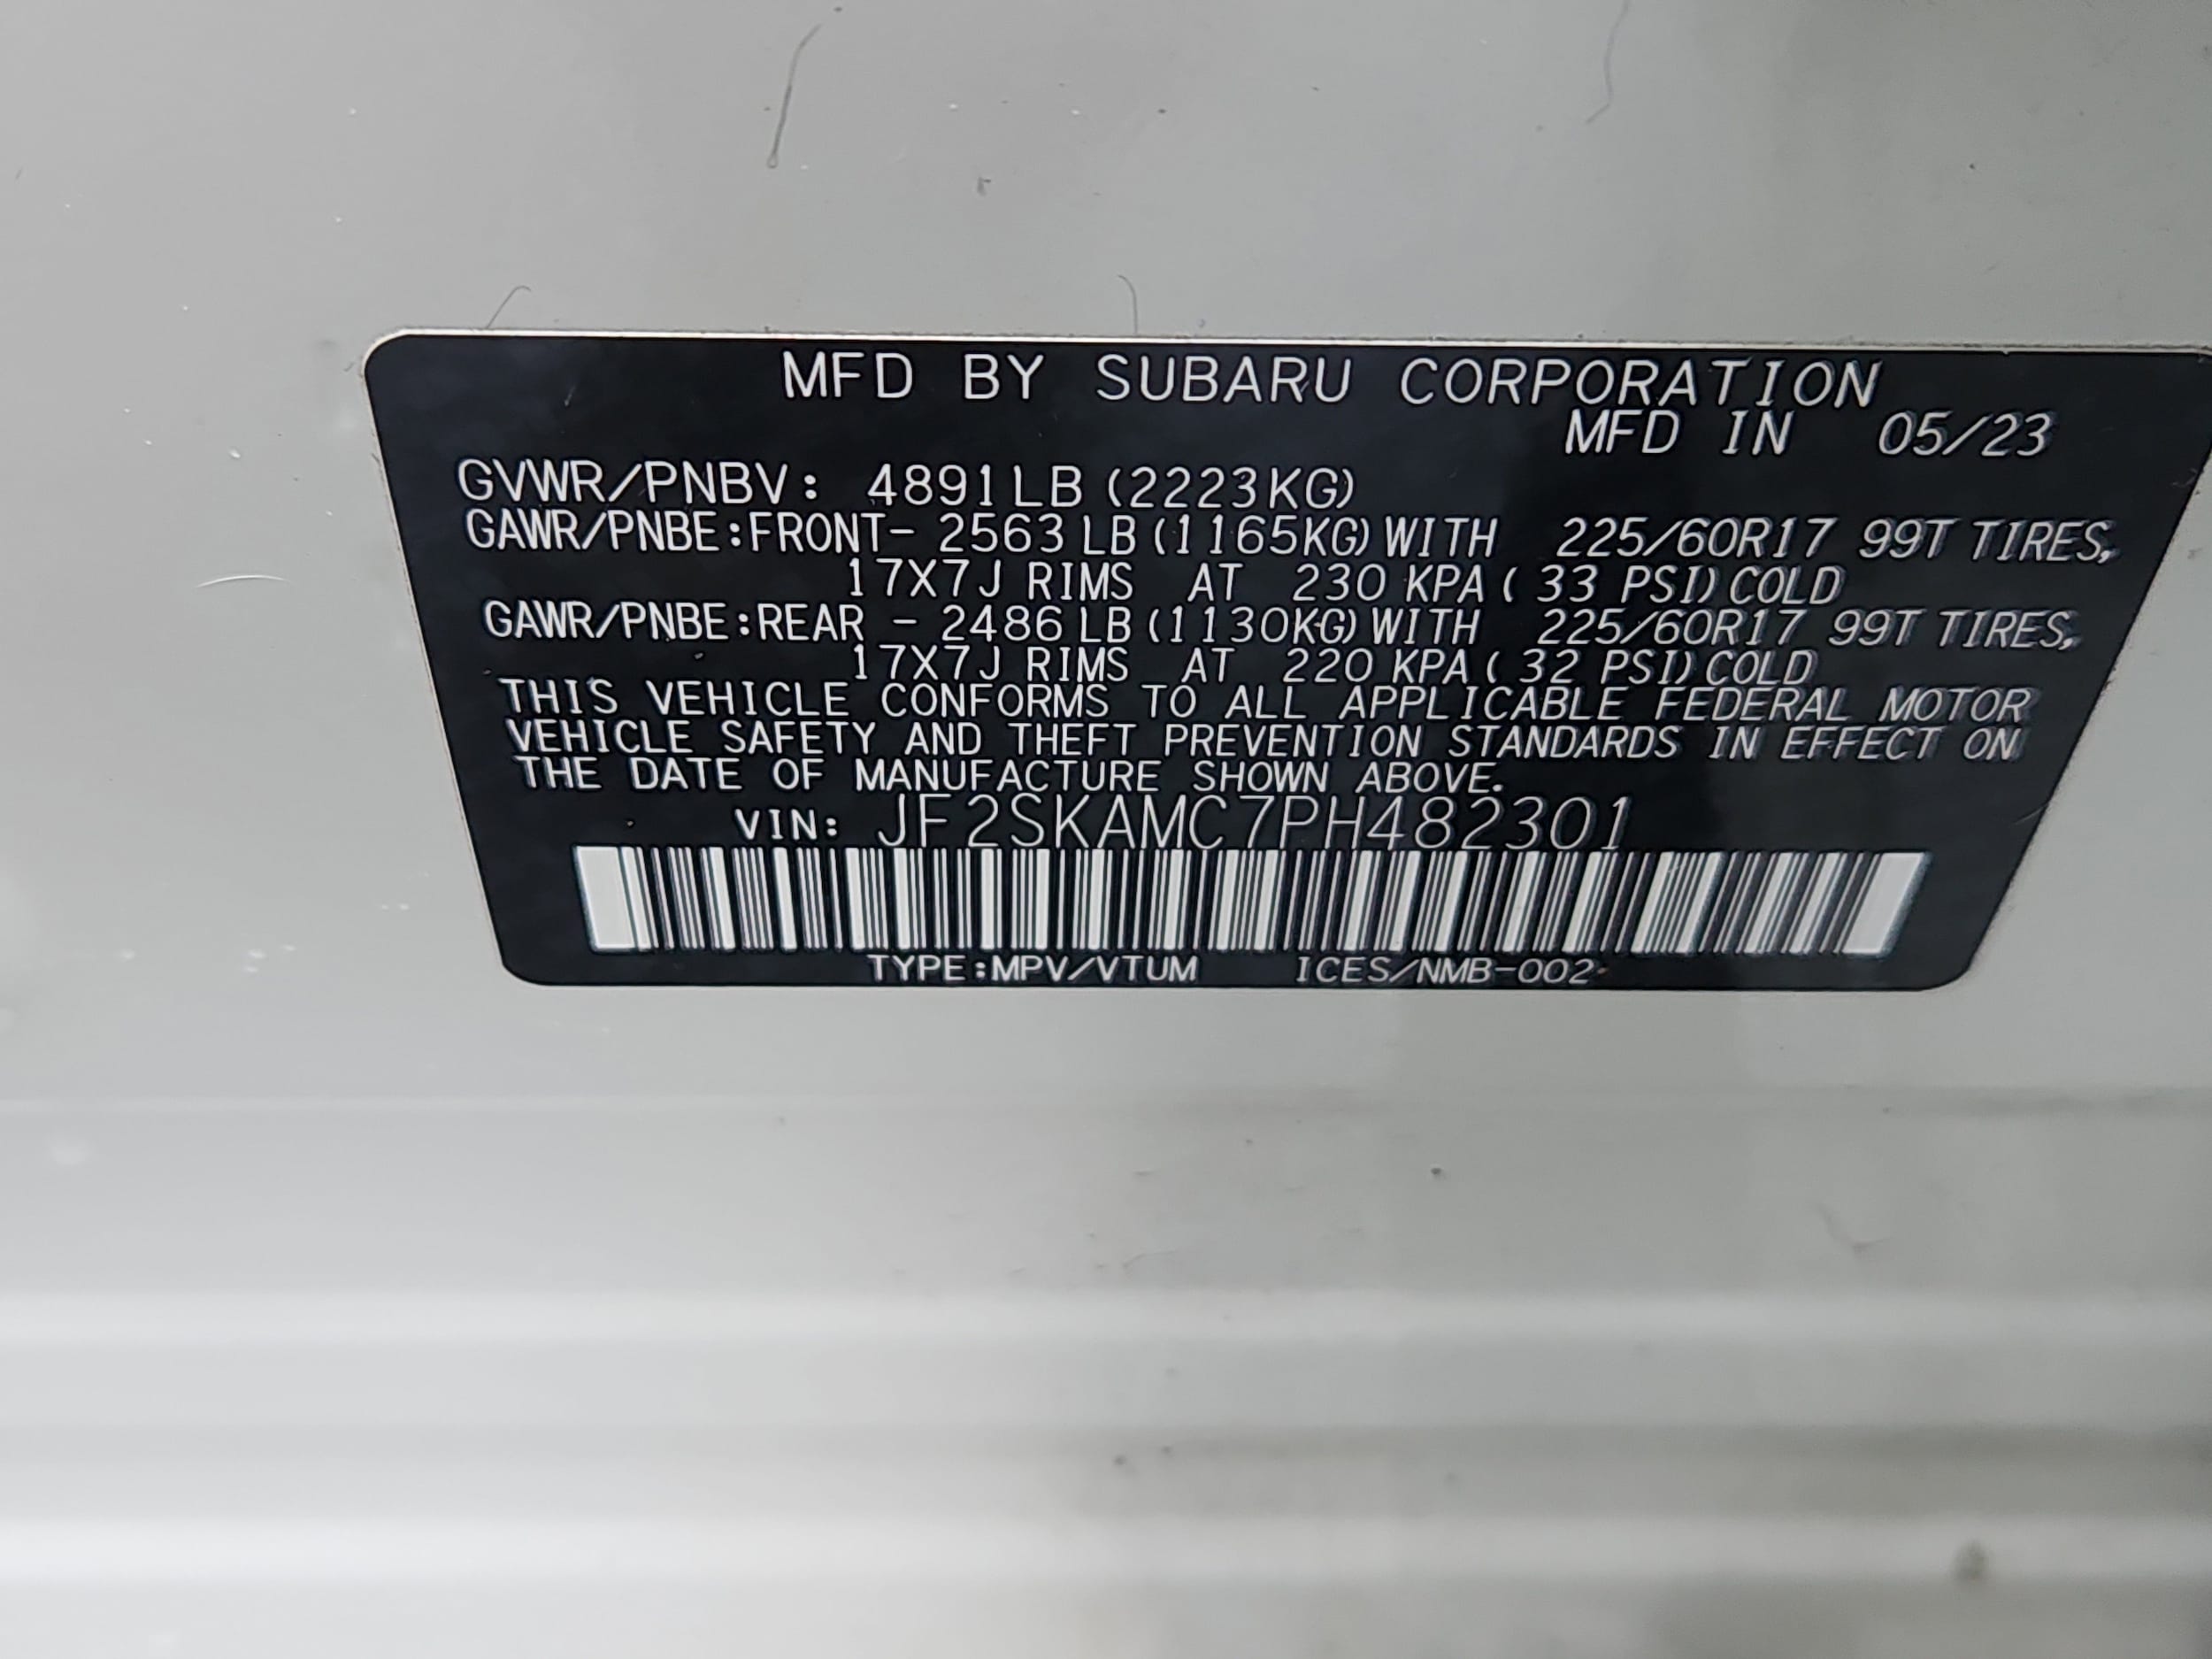 MFD BY SUBARU CORPORATION
MFD IN 05/23
GVWR/PNBV: 4891LB (2223KG)
GAWR/PNBE:FRONT- 2563 LB (1165KG) WITH 225/60R17 99T TIRES,
17X7J RIMS AT 230 KPA ( 33 PSI) COLD
GAWR/PNBE:REAR - 2486 LB (1130KG) WITH 225/60R17 99T TIRES,
17X7J RIMS AT 220 KPA ( 32 PSI) COLD
THIS VEHICLE CONFORMS TO ALL APPLICABLE FEDERAL MOTOR
VEHICLE SAFETY AND THEFT PREVENTION STANDARDS IN EFFECT ON
THE DATE OF MANUFACTURE SHOWN ABOVE.
VIN: JF2SKAMC7PH482301
TYPE:MPV/VTUM ICES/NMB-002